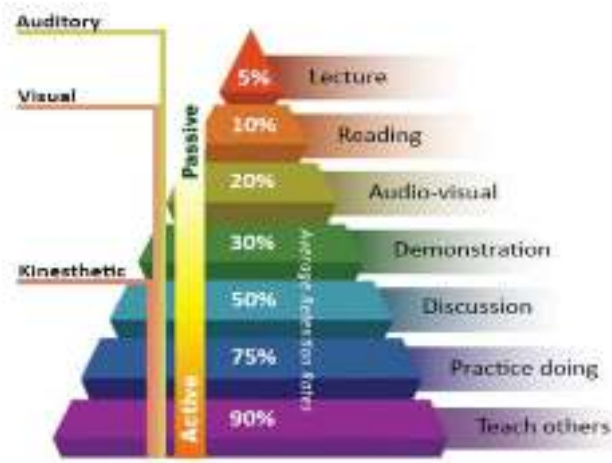 Auditory
5%
Lecture
Visual
10%
Reading
Passive
20%
Audio-visual
30%
Demonstration
Kinesthetic
Average Retention Rates
50%
Discussion
75%
Practice doing
Active
90%
Teach others